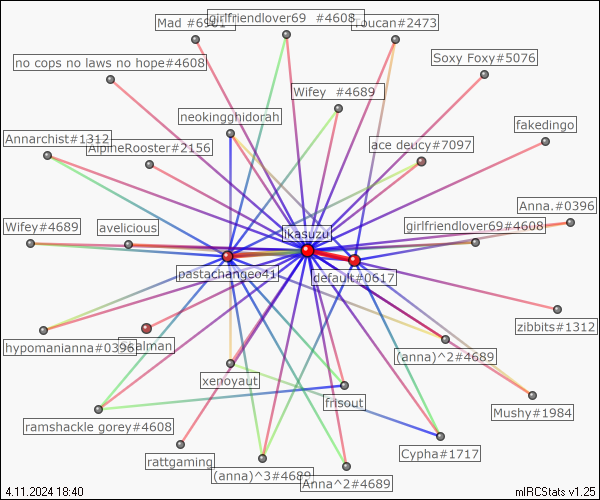 Mad #6961
girlfriendlover69 #4608
Toucan#2473
no cops no laws no hope#4608
Soxy Foxy#5076
Wifey #4689
neokingghidorah
fakedingo
Annarchist#1312
AlpineRooster#2156
ace deucy#7097
Anna.#0396
Wifey#4689
avelicious
ikasuzu
girlfriendlover69#4608
pastachangeo41
default#0617
zibbits#1312
hypomanianna#0396
alman
(anna)^2#4689
xenoyaut
frisout
Mushy#1984
ramshackle gorey#4608
Cypha#1717
rattgaming
(anna)^3#4689
Anna^2#4689
4.11.2024 18:40
mIRCStats v1.25